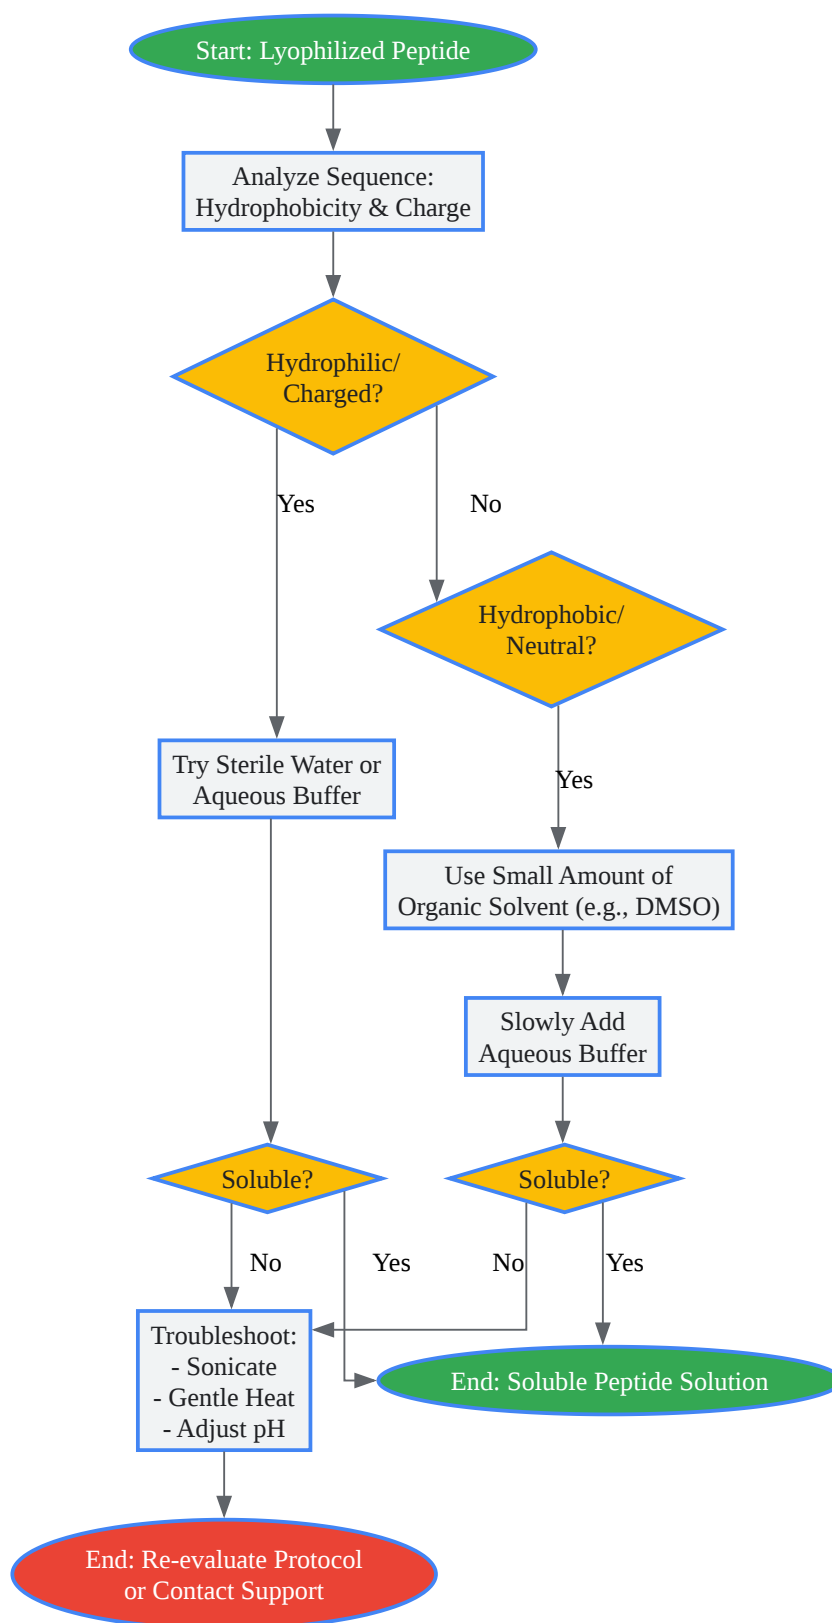 Start: Lyophilized Peptide
Analyze Sequence:
Hydrophobicity & Charge
Hydrophilic/
Charged?
Yes
No
Hydrophobic/
Neutral?
Try Sterile Water or
Aqueous Buffer
Yes
Use Small Amount of
Organic Solvent (e.g., DMSO)
Slowly Add
Aqueous Buffer
Soluble?
Soluble?
No
Yes
No
Yes
Troubleshoot:
- Sonicate
- Gentle Heat
- Adjust pH
End: Soluble Peptide Solution
End: Re-evaluate Protocol
or Contact Support